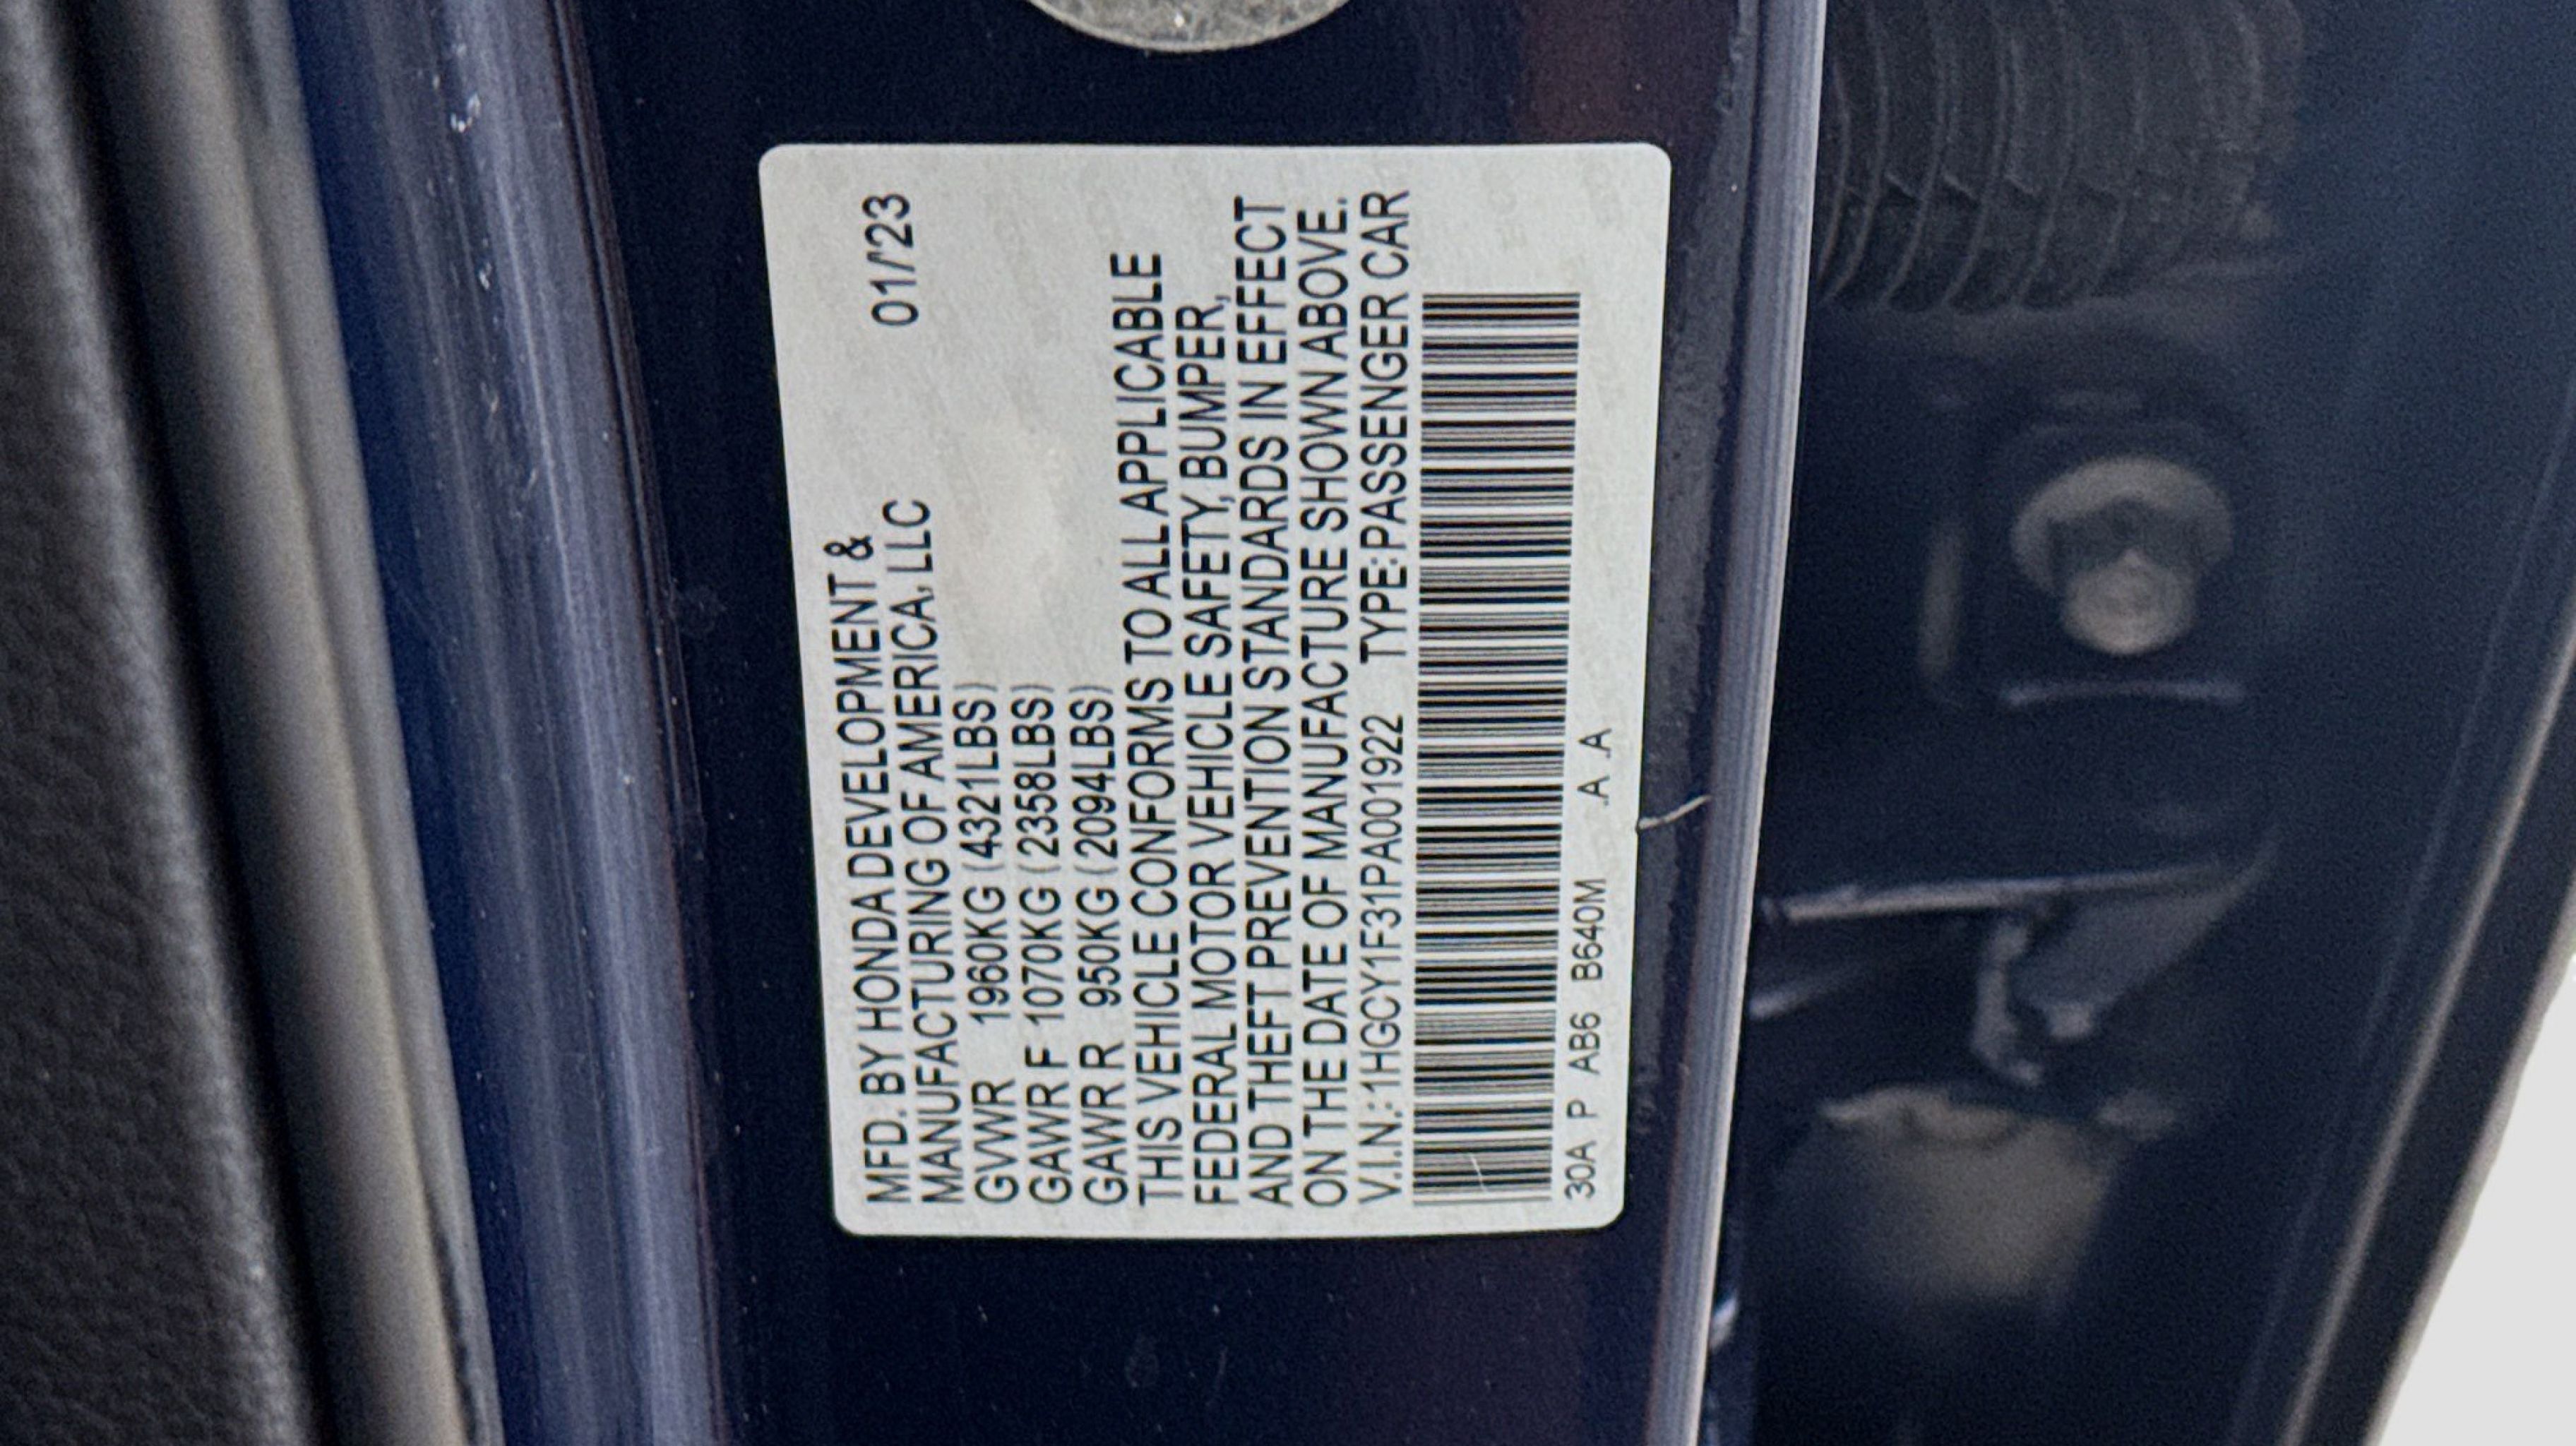 MFD. BY HONDA DEVELOPMENT &
MANUFACTURING OF AMERICA, LLC 01/'23
GVWR 1960KG (4321LBS)
GAWR F 1070KG (2358LBS)
GAWR R 950KG (2094LBS)
THIS VEHICLE CONFORMS TO ALL APPLICABLE
FEDERAL MOTOR VEHICLE SAFETY, BUMPER,
AND THEFT PREVENTION STANDARDS IN EFFECT
ON THE DATE OF MANUFACTURE SHOWN ABOVE.
V.I.N.: 1HGCY1F31PA001922 TYPE: PASSENGER CAR
30A P AB6 B640M .A .A